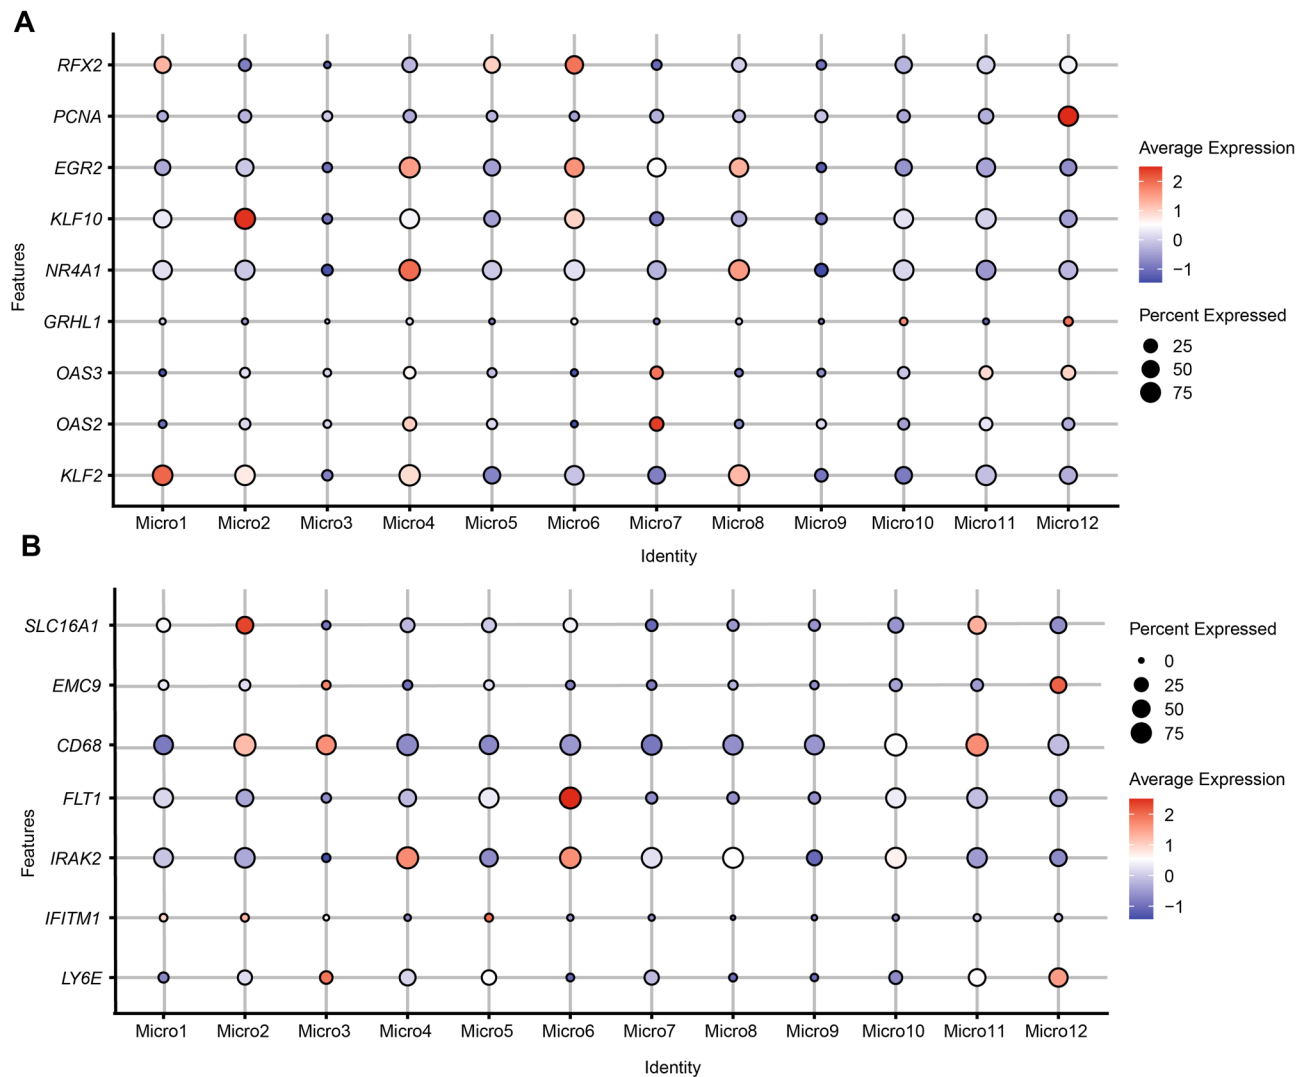 A
RFX2
PCNA
EGR2
KLF10
NR4A1
GRHL1
OAS3
OAS2
KLF2
Features
Micro1 Micro2 Micro3 Micro4 Micro5 Micro6 Micro7 Micro8 Micro9 Micro10 Micro11 Micro12
Identity
Average Expression
2
1
0
−1
Percent Expressed
25
50
75
B
SLC16A1
EMC9
CD68
FLT1
IRAK2
IFITM1
LY6E
Features
Micro1 Micro2 Micro3 Micro4 Micro5 Micro6 Micro7 Micro8 Micro9 Micro10 Micro11 Micro12
Identity
Percent Expressed
0
25
50
75
Average Expression
2
1
0
−1